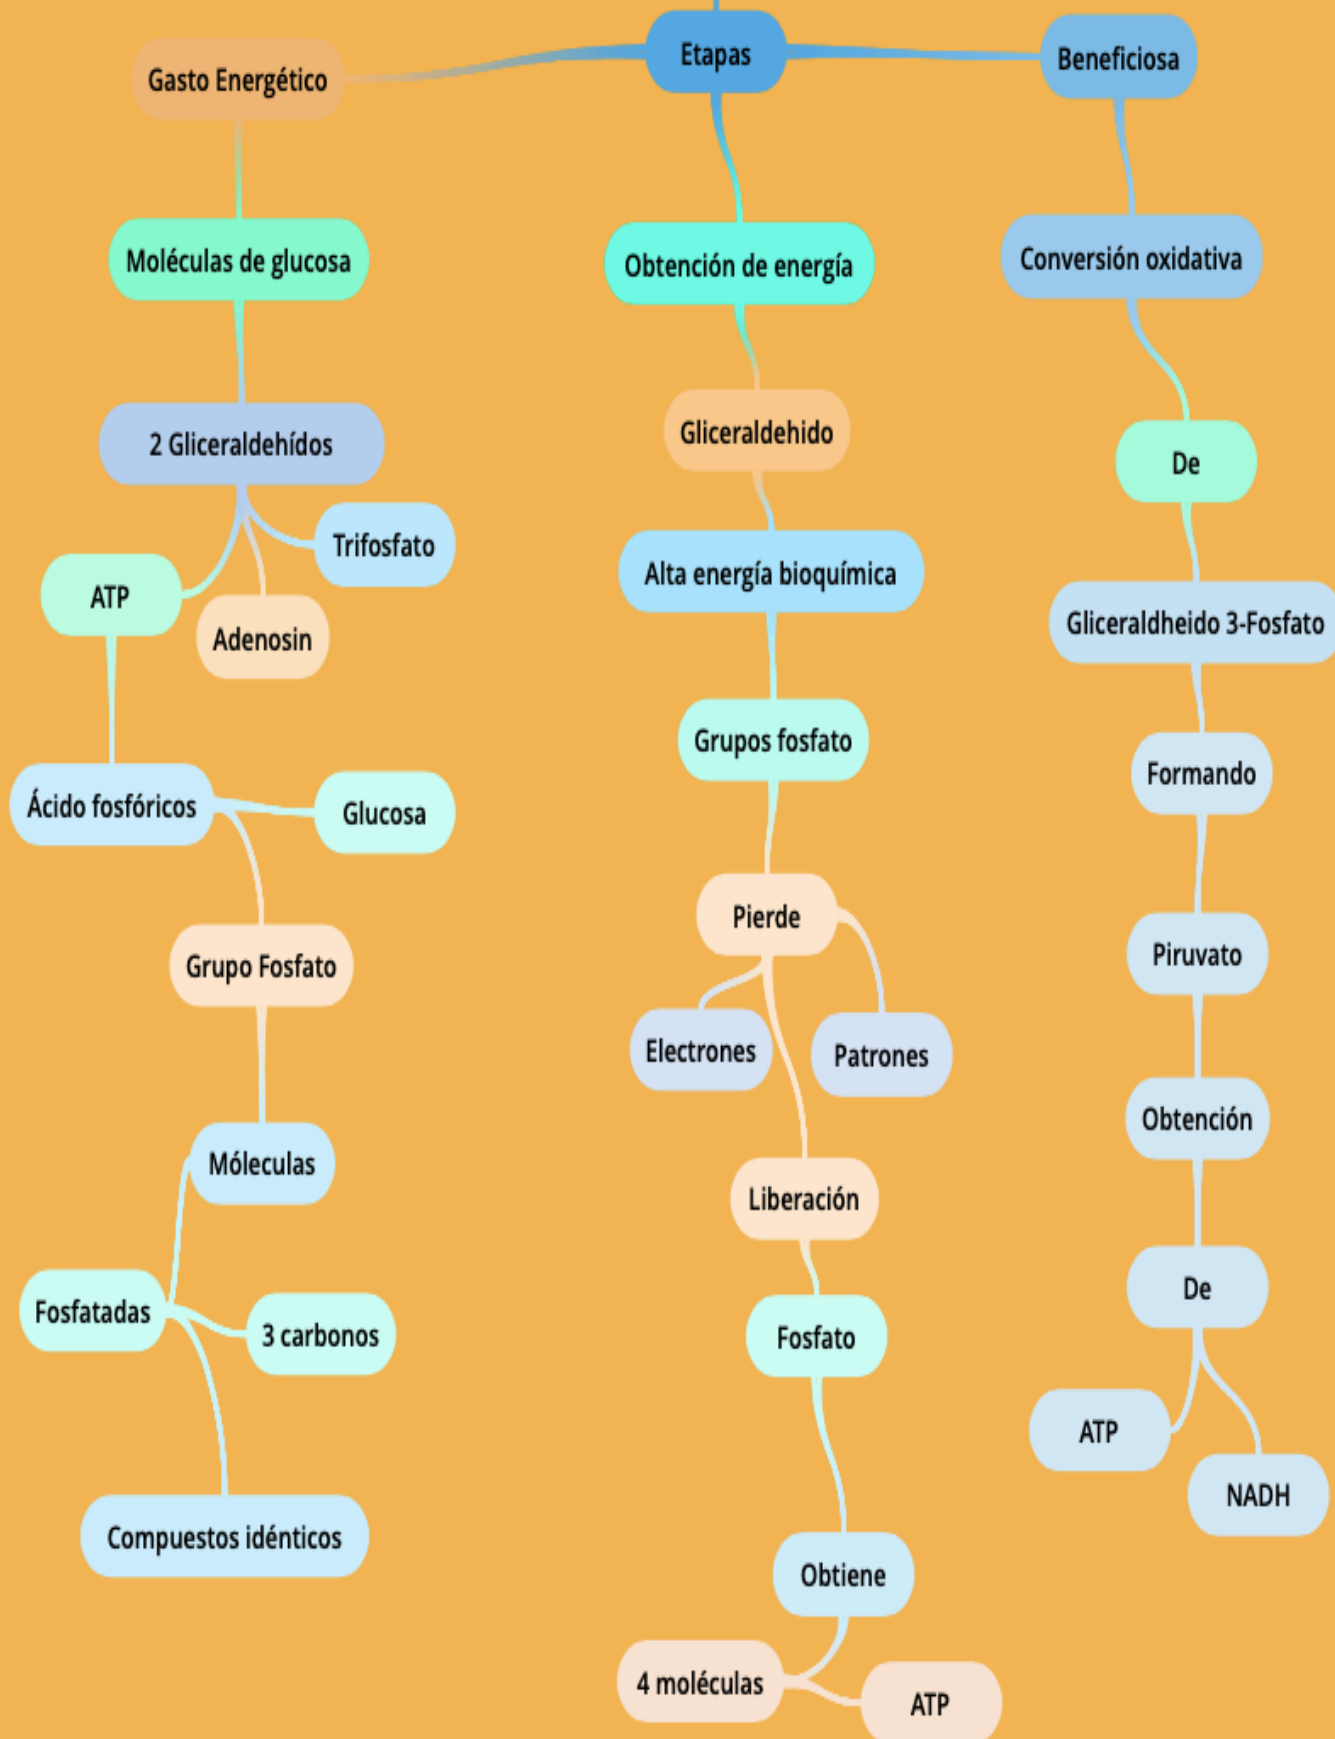 Etapas
Gasto Energético
Moléculas de glucosa
2 Gliceraldehídos
Trifosfato
ATP
Adenosin
Ácido fosfóricos
Glucosa
Grupo Fosfato
Móleculas
Fosfatadas
3 carbonos
Compuestos idénticos
Obtención de energía
Gliceraldehido
Alta energía bioquímica
Grupos fosfato
Pierde
Electrones
Patrones
Liberación
Fosfato
Obtiene
4 moléculas
ATP
Beneficiosa
Conversión oxidativa
De
Gliceraldheido 3-Fosfato
Formando
Piruvato
Obtención
De
ATP
NADH